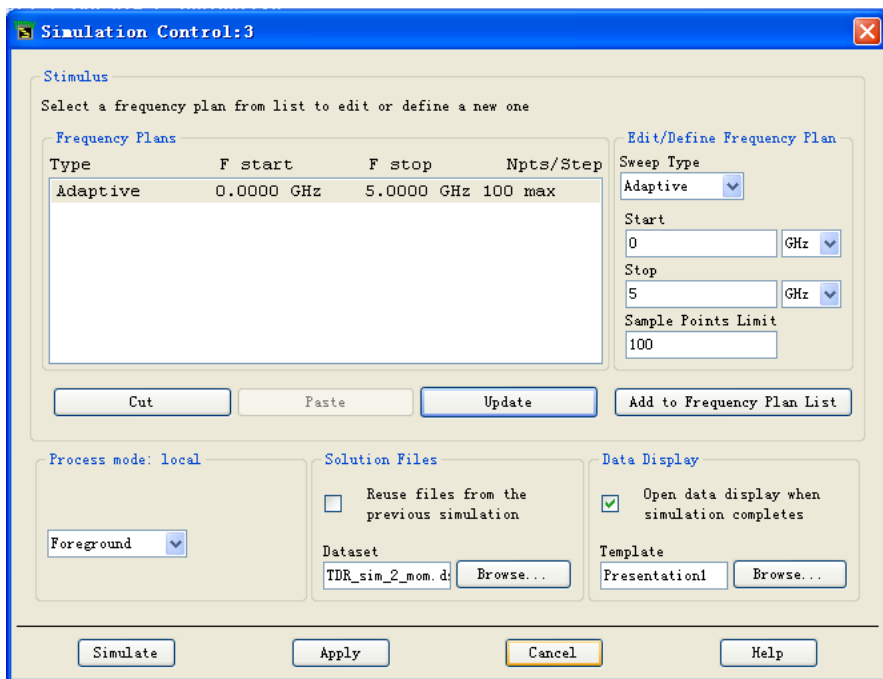 Simulation Control:3
Stimulus
Select a frequency plan from list to edit or define a new one
Frequency Plans
Type F start F stop Npts/Step
Adaptive 0.0000 GHz 5.0000 GHz 100 max
Edit/Define Frequency Plan
Sweep Type
Adaptive
Start
0 GHz
Stop
5 GHz
Sample Points Limit
100
Cut Paste Update Add to Frequency Plan List
Process mode: local
Foreground
Solution Files
Reuse files from the
previous simulation
Dataset
TDR_sim_2_mom.d Browse...
Data Display
Open data display when
simulation completes
Template
Presentation1 Browse...
Simulate Apply Cancel Help